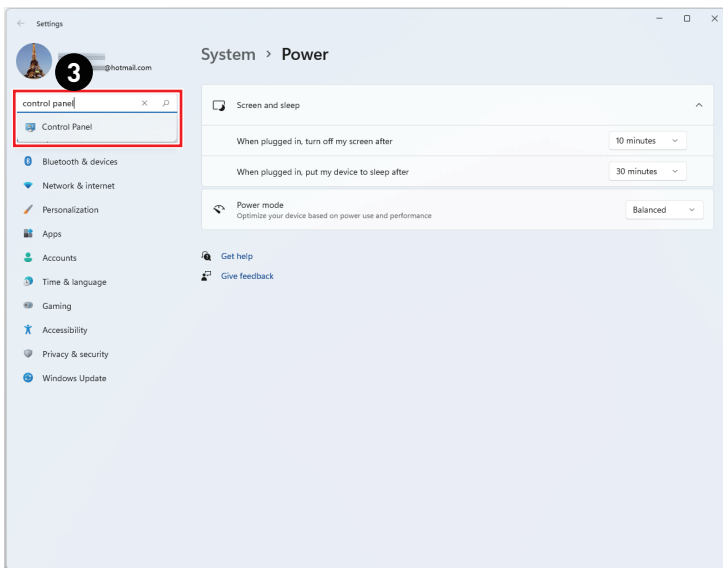 Settings
System > Power
3
@hotmail.com
control panel
Control Panel
Bluetooth & devices
Network & internet
Personalization
Apps
Accounts
Time & language
Gaming
Accessibility
Privacy & security
Windows Update
Screen and sleep
When plugged in, turn off my screen after
10 minutes
When plugged in, put my device to sleep after
30 minutes
Power mode
Optimize your device based on power use and performance
Balanced
Get help
Give feedback